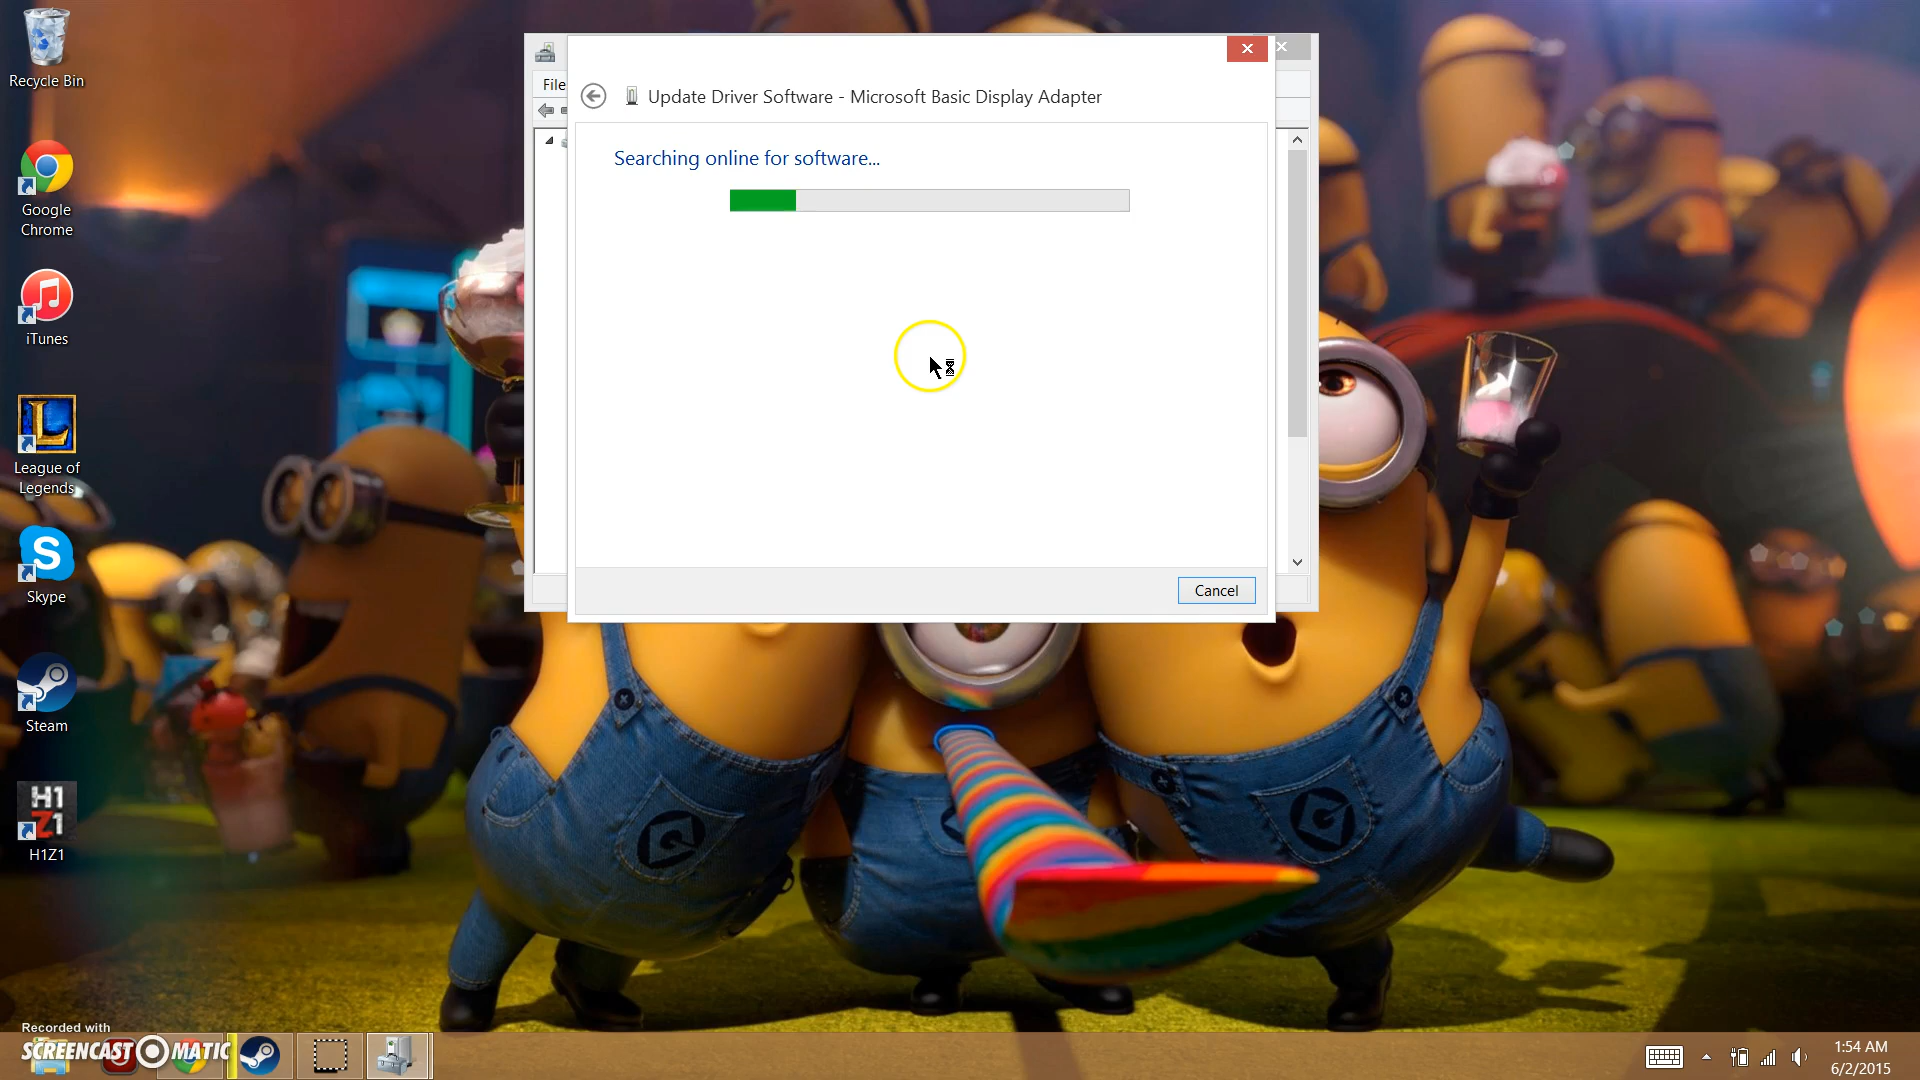 Recycle Bin
Google
Chrome
iTunes
League of
Legends
Skype
Steam
H1
Z1
H1Z1
File
Update Driver Software - Microsoft Basic Display Adapter
Searching online for software...
Cancel
Recorded with
SCREENCAST MATIC
1:54 AM
6/2/2015